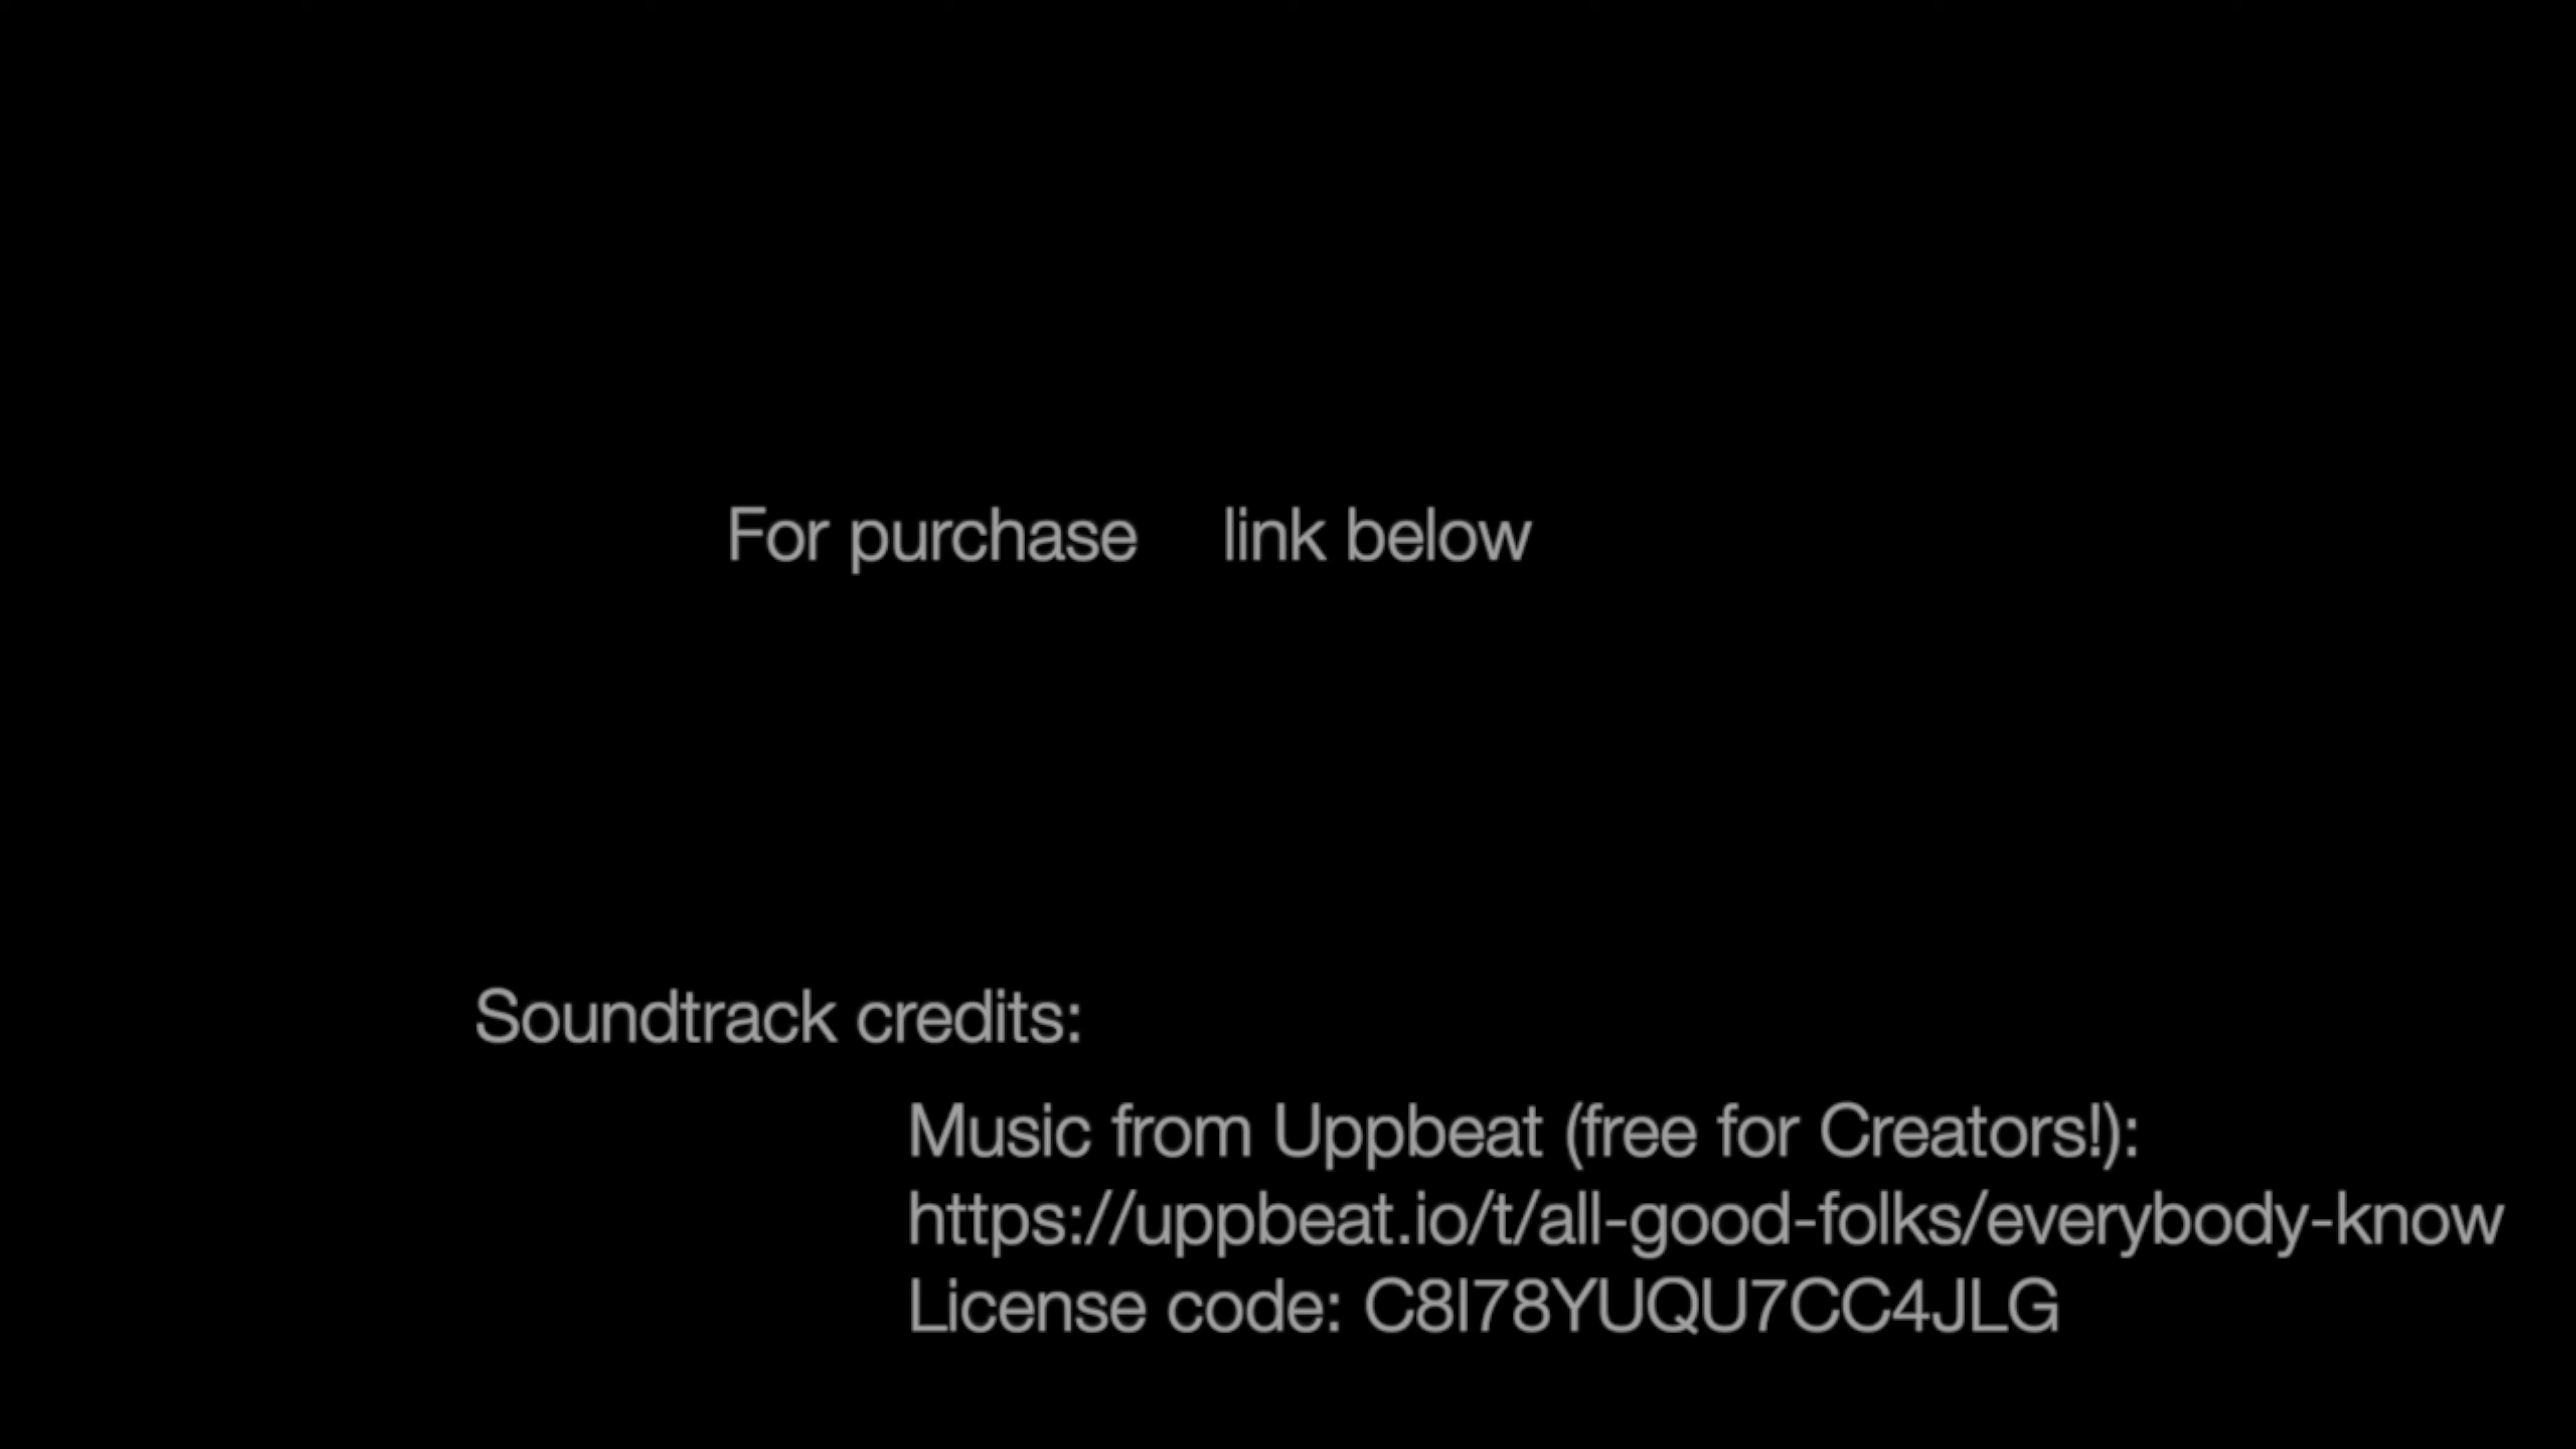 For purchase link below
Soundtrack credits:
Music from Uppbeat (free for Creators!):
https://uppbeat.io/t/all-good-folks/everybody-know
License code: C8I78YUQU7CC4JLG